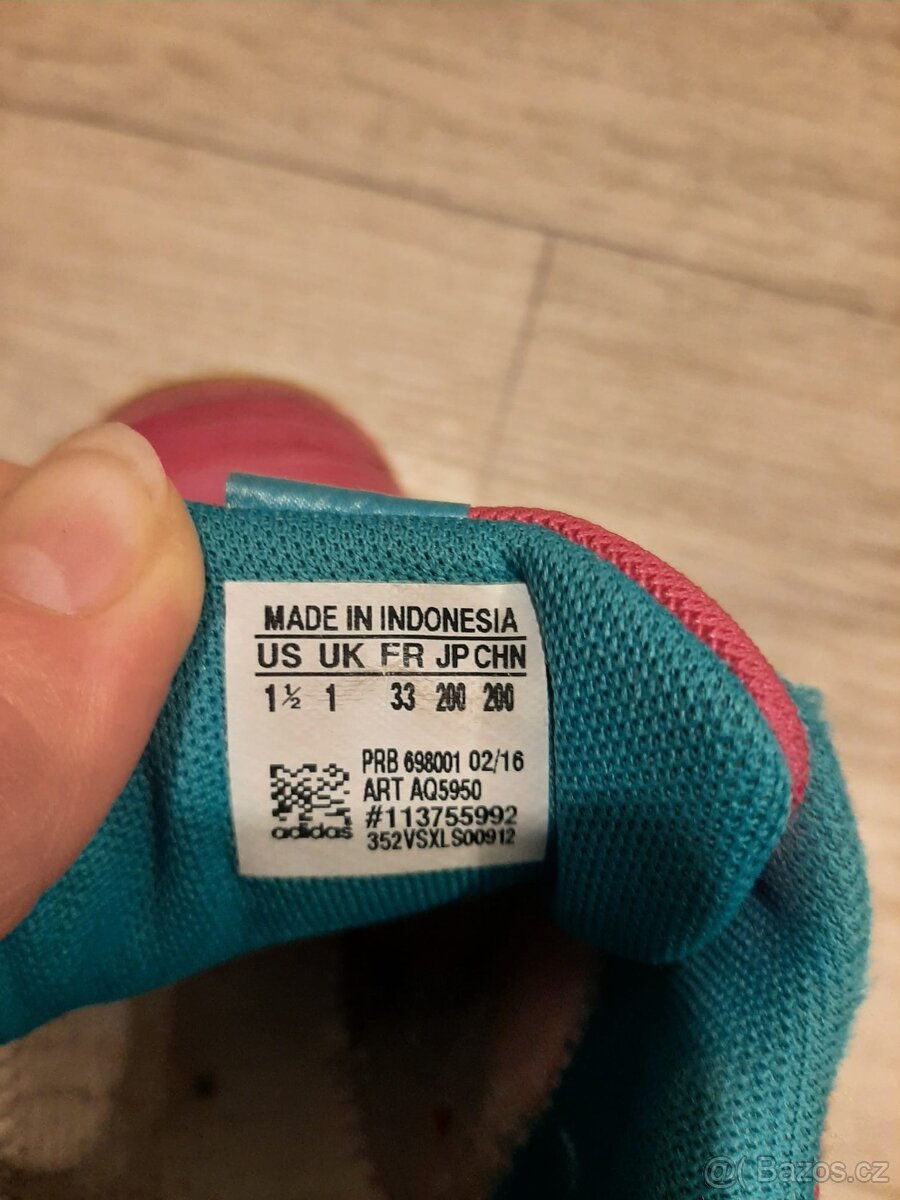 MADE IN INDONESIA
US UK FR JP CHN
1½ 1 33 200 200
PRB 698001 02/16
ART AQ5950
#113755992
352VSXLS00912
adidas
@ Bazos.cz